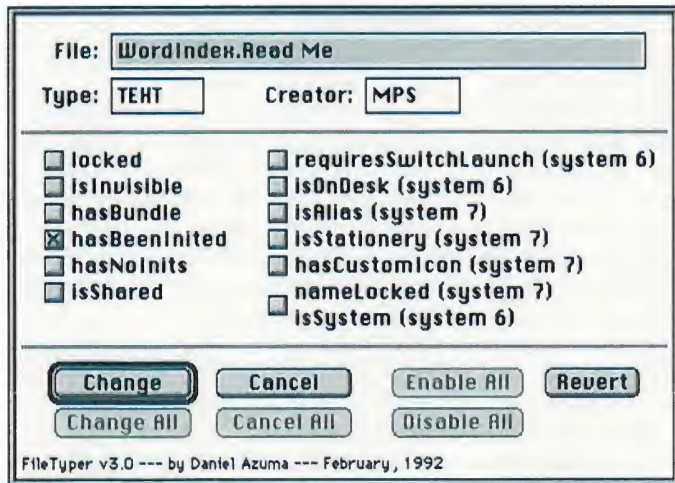 File: WordIndex.Read Me
Type: TEXT Creator: MPS
locked requiresSwitchLaunch (system 6)
isInvisible isOnDesk (system 6)
hasBundle isAlias (system 7)
hasBeenInited isStationery (system 7)
hasNoInits hasCustomIcon (system 7)
isShared nameLocked (system 7)
isSystem (system 6)
Change Cancel Enable All Revert
Change All Cancel All Disable All
FileTyper v3.0 --- by Daniel Azuma --- February, 1992